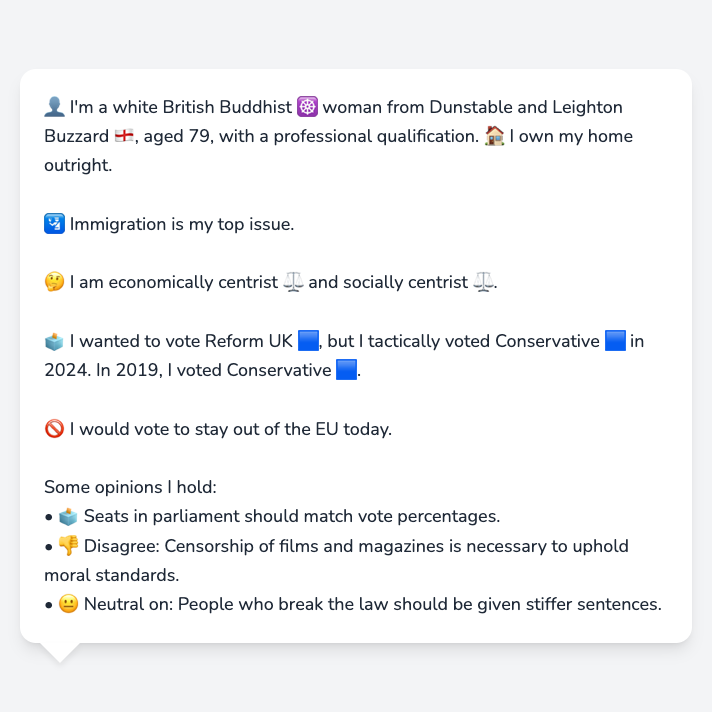 👤 I'm a white British Buddhist ☸️ woman from Dunstable and Leighton
Buzzard 🏴󠁧󠁢󠁥󠁮󠁧󠁿, aged 79, with a professional qualification. 🏠 I own my home
outright.
🛂 Immigration is my top issue.
🤔 I am economically centrist ⚖️ and socially centrist ⚖️.
🗳️ I wanted to vote Reform UK 🟦, but I tactically voted Conservative 🟦 in
2024. In 2019, I voted Conservative 🟦.
🚫 I would vote to stay out of the EU today.
Some opinions I hold:
• 🗳️ Seats in parliament should match vote percentages.
• 👎 Disagree: Censorship of films and magazines is necessary to uphold
moral standards.
• 😐 Neutral on: People who break the law should be given stiffer sentences.